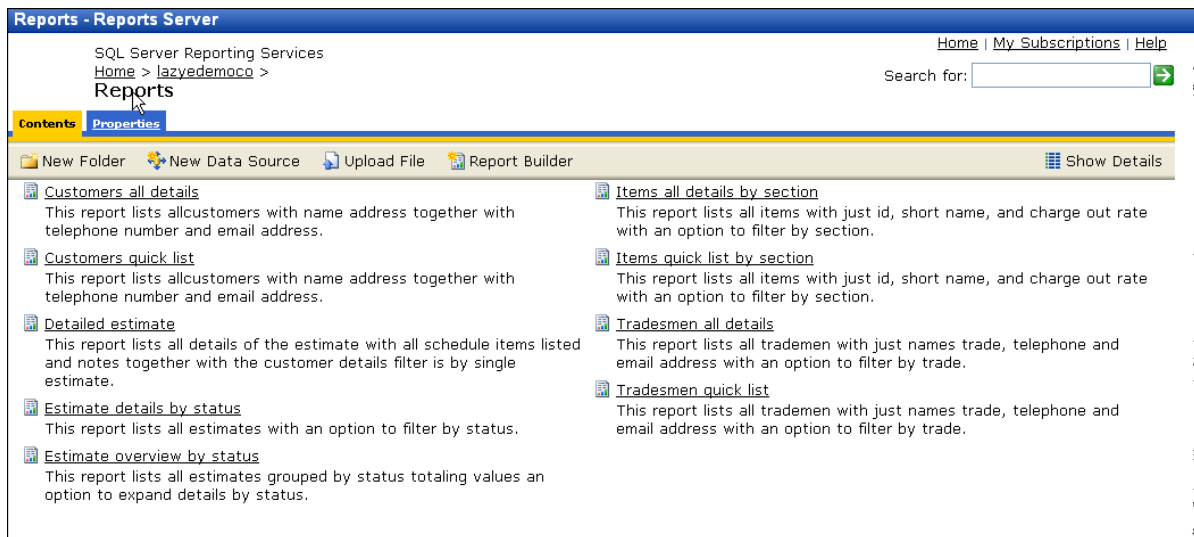 Reports - Reports Server
Home | My Subscriptions | Help
SQL Server Reporting Services
Home > lazyedemoco >
Search for:
Reports
Contents Properties
New Folder New Data Source Upload File Report Builder Show Details
Customers all details
This report lists allcustomers with name address together with
telephone number and email address.
Customers quick list
This report lists allcustomers with name address together with
telephone number and email address.
Detailed estimate
This report lists all details of the estimate with all schedule items listed
and notes together with the customer details filter is by single
estimate.
Estimate details by status
This report lists all estimates with an option to filter by status.
Estimate overview by status
This report lists all estimates grouped by status totaling values an
option to expand details by status.
Items all details by section
This report lists all items with just id, short name, and charge out rate
with an option to filter by section.
Items quick list by section
This report lists all items with just id, short name, and charge out rate
with an option to filter by section.
Tradesmen all details
This report lists all trademen with just names trade, telephone and
email address with an option to filter by trade.
Tradesmen quick list
This report lists all trademen with just names trade, telephone and
email address with an option to filter by trade.